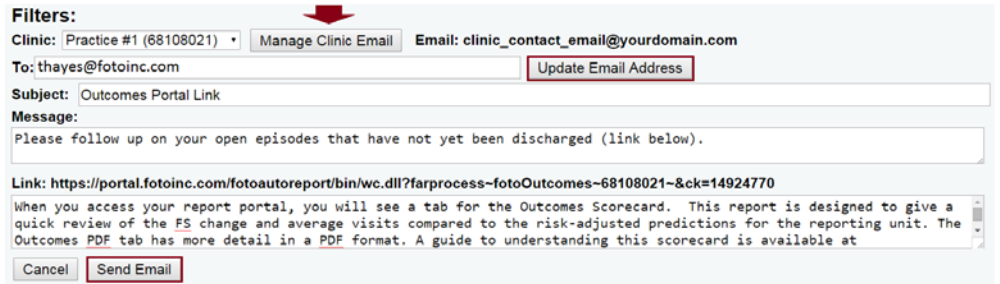 Filters:
Clinic: Practice #1 (68108021) Manage Clinic Email Email: clinic_contact_email@yourdomain.com
To: thayes@fotoinc.com Update Email Address
Subject: Outcomes Portal Link
Message:
Please follow up on your open episodes that have not yet been discharged (link below).
Link: https://portal.fotoinc.com/fotoautoreport/bin/wc.dll?farprocess~fotoOutcomes~68108021~&ck=14924770
When you access your report portal, you will see a tab for the Outcomes Scorecard.  This report is designed to give a
quick review of the FS change and average visits compared to the risk-adjusted predictions for the reporting unit. The
Outcomes PDF tab has more detail in a PDF format. A guide to understanding this scorecard is available at
Cancel Send Email